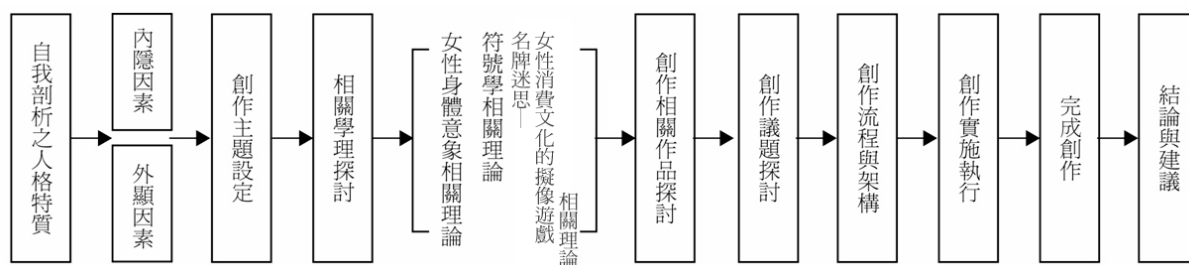 自我剖析之人格特質
內隱因素
外顯因素
創作主題設定
相關學理探討
女性身體意象相關理論
符號學相關理論
名牌迷思—
女性消費文化的擬像遊戲
相關理論
創作相關作品探討
創作議題探討
創作流程與架構
創作實施執行
完成創作
結論與建議